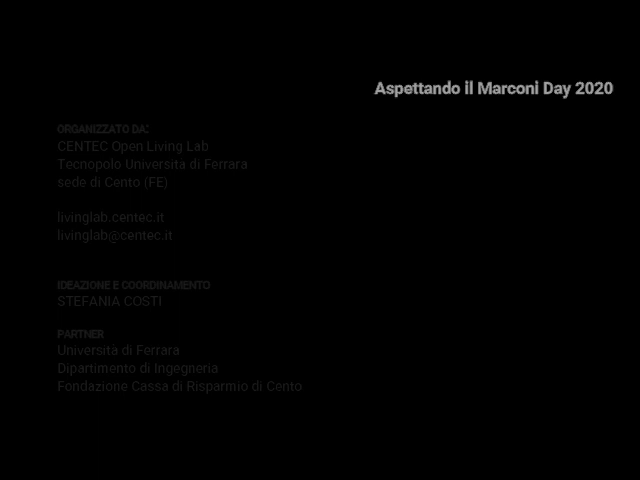 Aspettando il Marconi Day 2020
ORGANIZZATO DA:
CENTEC Open Living Lab
Tecnopolo Università di Ferrara
sede di Cento (FE)
livinglab.centec.it
livinglab@centec.it
IDEAZIONE E COORDINAMENTO
STEFANIA COSTI
PARTNER
Università di Ferrara
Dipartimento di Ingegneria
Fondazione Cassa di Risparmio di Cento